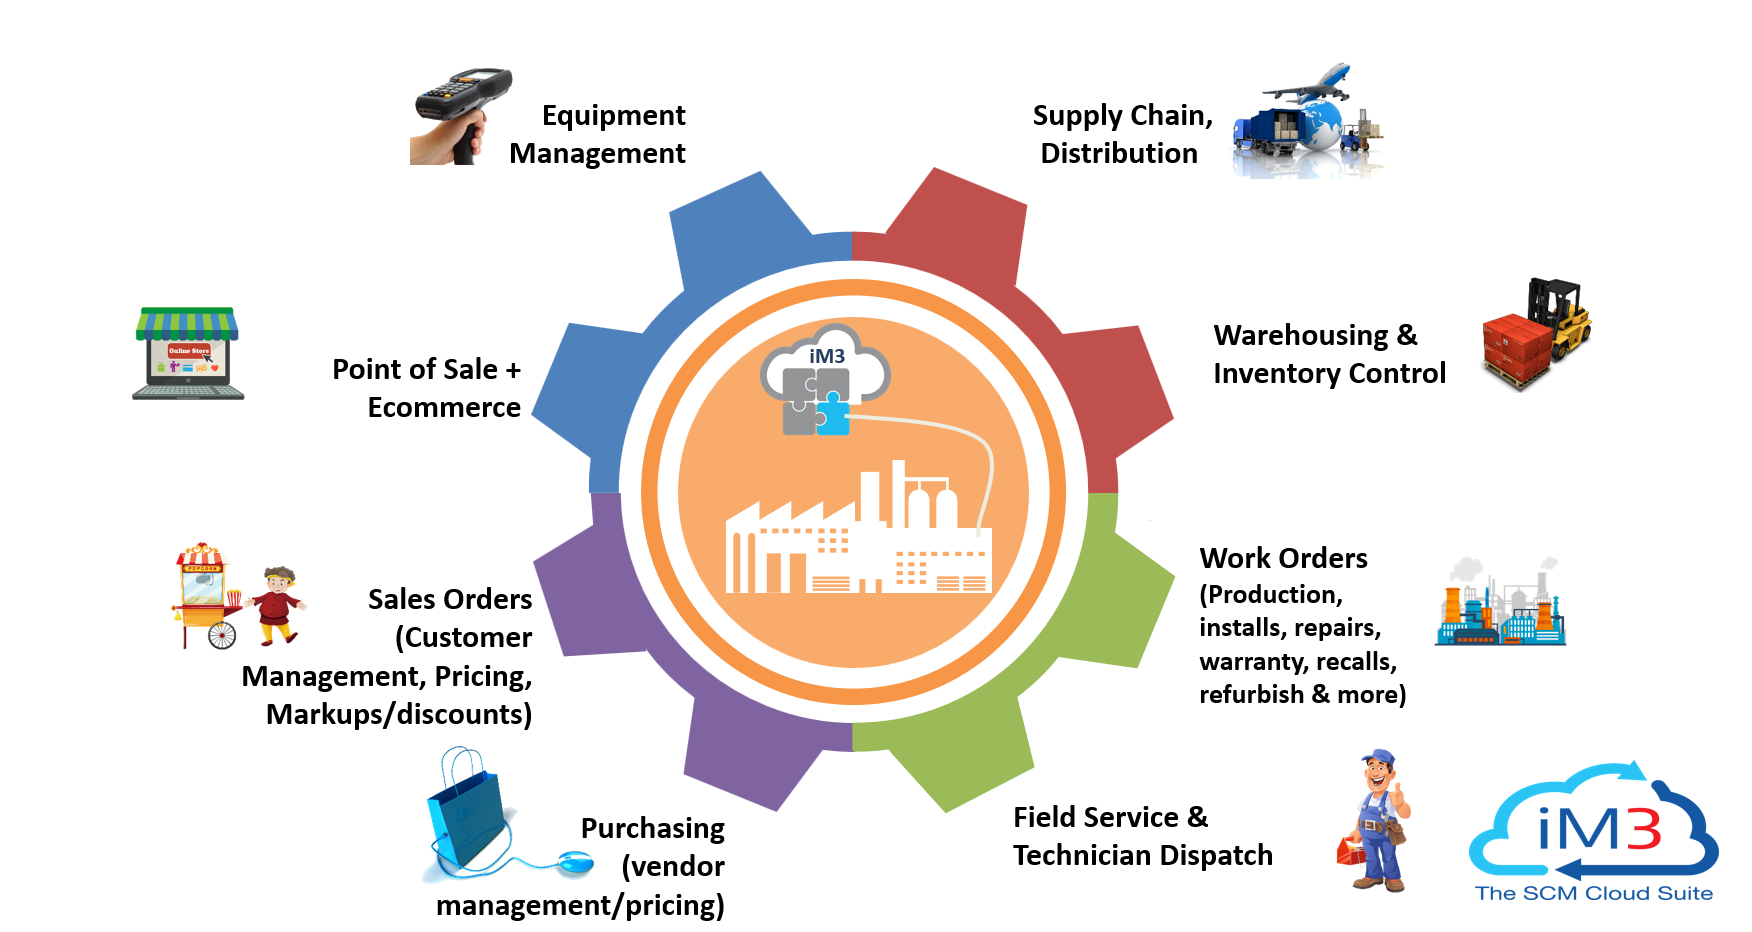 Equipment
Management
Supply Chain,
Distribution
Point of Sale +
Ecommerce
Online Store
iM3
Warehousing &
Inventory Control
POPCORN
Sales Orders
(Customer
Management, Pricing,
Markups/discounts)
Work Orders
(Production,
installs, repairs,
warranty, recalls,
refurbish & more)
Purchasing
(vendor
management/pricing)
Field Service &
Technician Dispatch
iM3
The SCM Cloud Suite